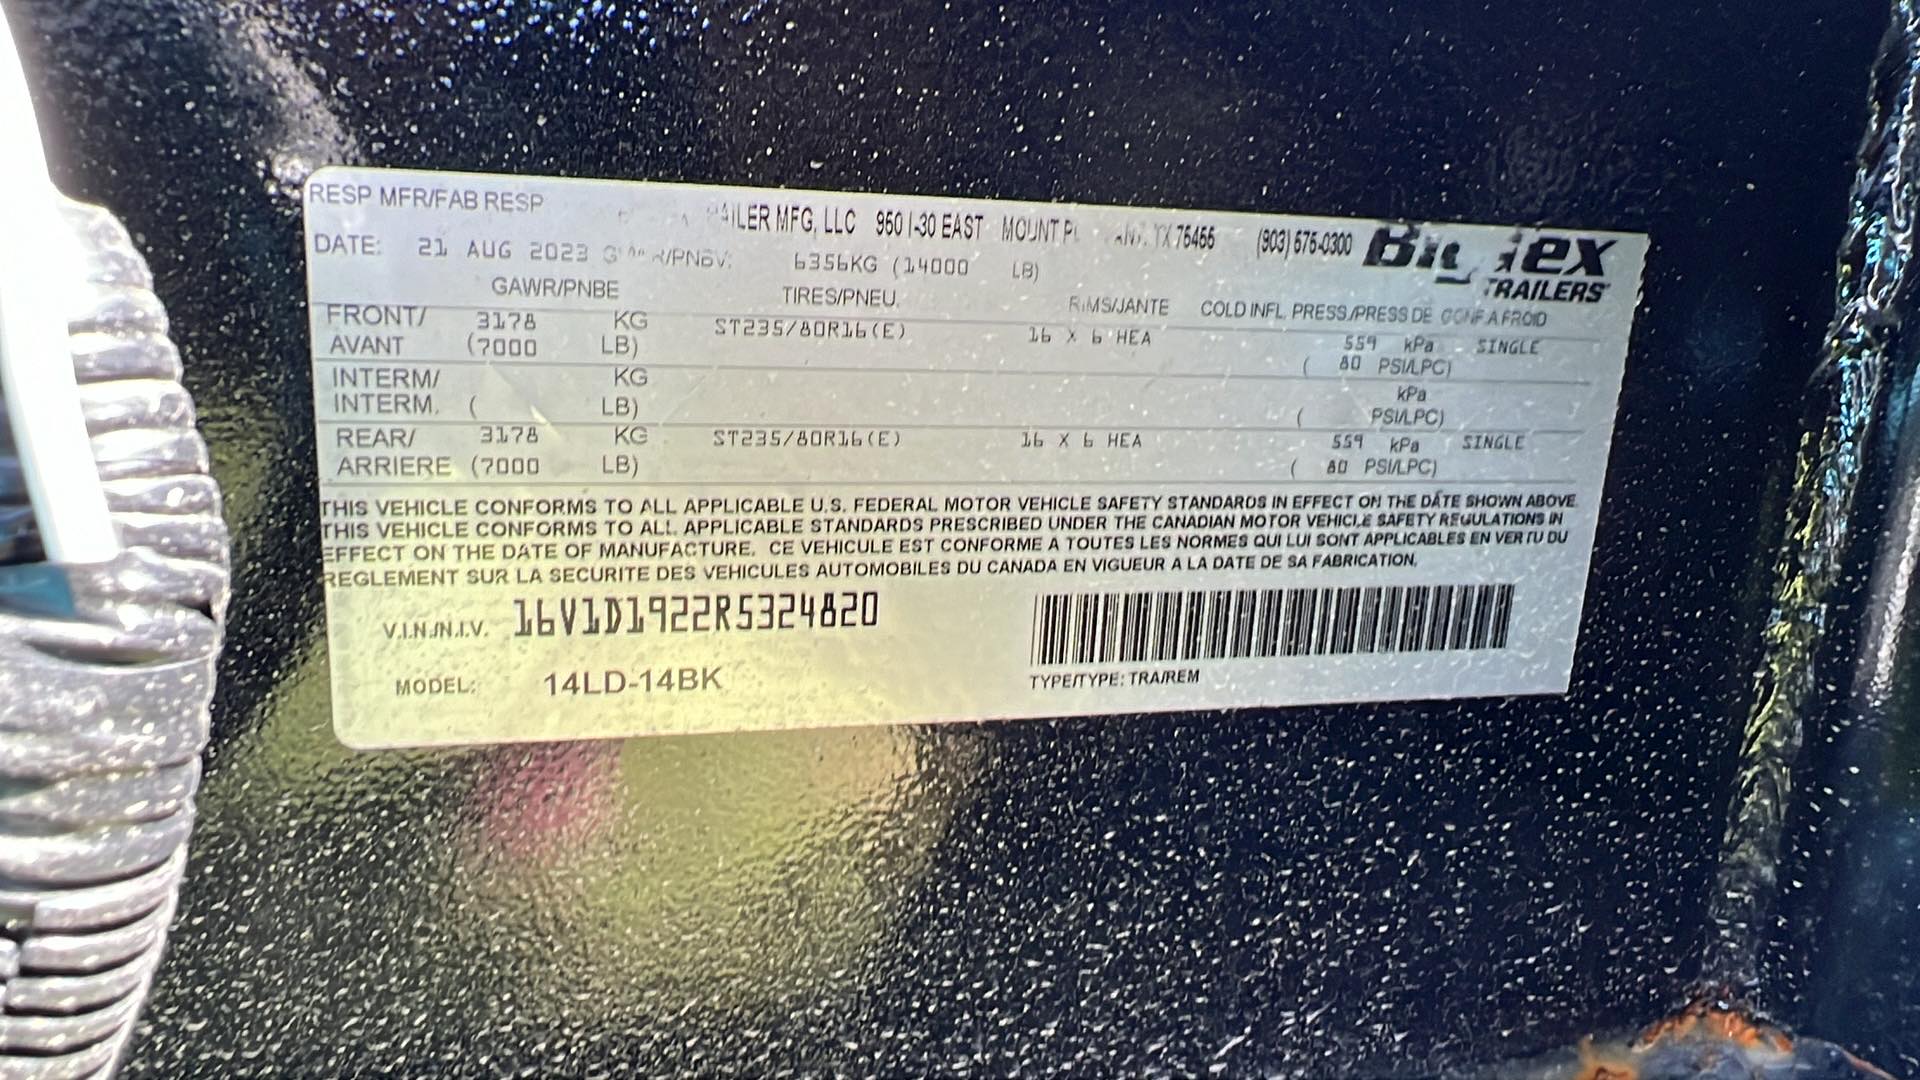 RESP MFR/FAB RESP
MFG, LLC 950 I-30 EAST MOUNT TX 75455 (903) 575-0300 Big Tex
TRAILERS
DATE: 21 AUG 2023 6356KG (14000 LB)
GAWR/PNBE TIRES/PNEU. RIMS/JANTE COLD INFL. PRESS/PRESS DE GONF A FROID
FRONT/ 3178 KG ST235/80R16(E) 16 X 6 HEA 559 kPa SINGLE
AVANT (7000 LB) ( 80 PSI/LPC)
INTERM/ KG kPa
INTERM. ( LB) ( PSI/LPC)
REAR/ 3178 KG ST235/80R16(E) 16 X 6 HEA 559 kPa SINGLE
ARRIERE (7000 LB) ( 80 PSI/LPC)
THIS VEHICLE CONFORMS TO ALL APPLICABLE U.S. FEDERAL MOTOR VEHICLE SAFETY STANDARDS IN EFFECT ON THE DATE SHOWN ABOVE.
THIS VEHICLE CONFORMS TO ALL APPLICABLE STANDARDS PRESCRIBED UNDER THE CANADIAN MOTOR VEHICLE SAFETY REGULATIONS IN
EFFECT ON THE DATE OF MANUFACTURE. CE VEHICULE EST CONFORME A TOUTES LES NORMES QUI LUI SONT APPLICABLES EN VERTU DU
REGLEMENT SUR LA SECURITE DES VEHICULES AUTOMOBILES DU CANADA EN VIGUEUR A LA DATE DE SA FABRICATION.
V.I.N./N.I.V. 16V1D1922R5324820
MODEL: 14LD-14BK
TYPE/TYPE: TRA/REM